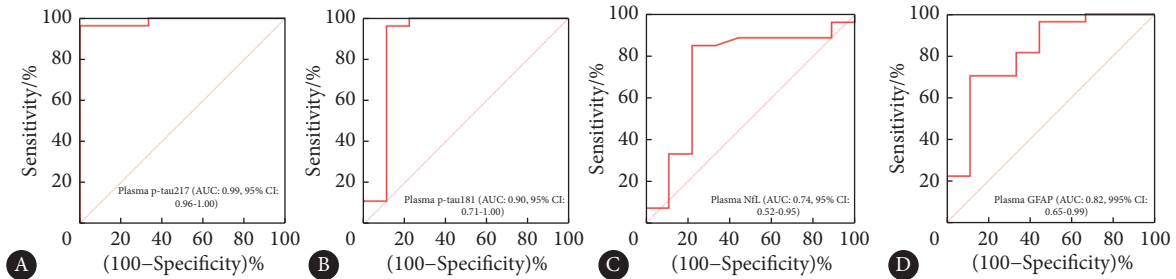 Sensitivity/%
100
80
60
40
20
Plasma p-tau217 (AUC: 0.99, 95% CI:
0.96-1.00)
0 20 40 60 80 100
(100−Specificity)%
A
Sensitivity/%
100
80
60
40
20
Plasma p-tau181 (AUC: 0.90, 95% CI:
0.71-1.00)
0 20 40 60 80 100
(100−Specificity)%
B
Sensitivity/%
100
80
60
40
20
Plasma NfL (AUC: 0.74, 95% CI:
0.52-0.95)
0 20 40 60 80 100
(100−Specificity)%
C
Sensitivity/%
100
80
60
40
20
Plasma GFAP (AUC: 0.82, 995% CI:
0.65-0.99)
0 20 40 60 80 100
(100−Specificity)%
D